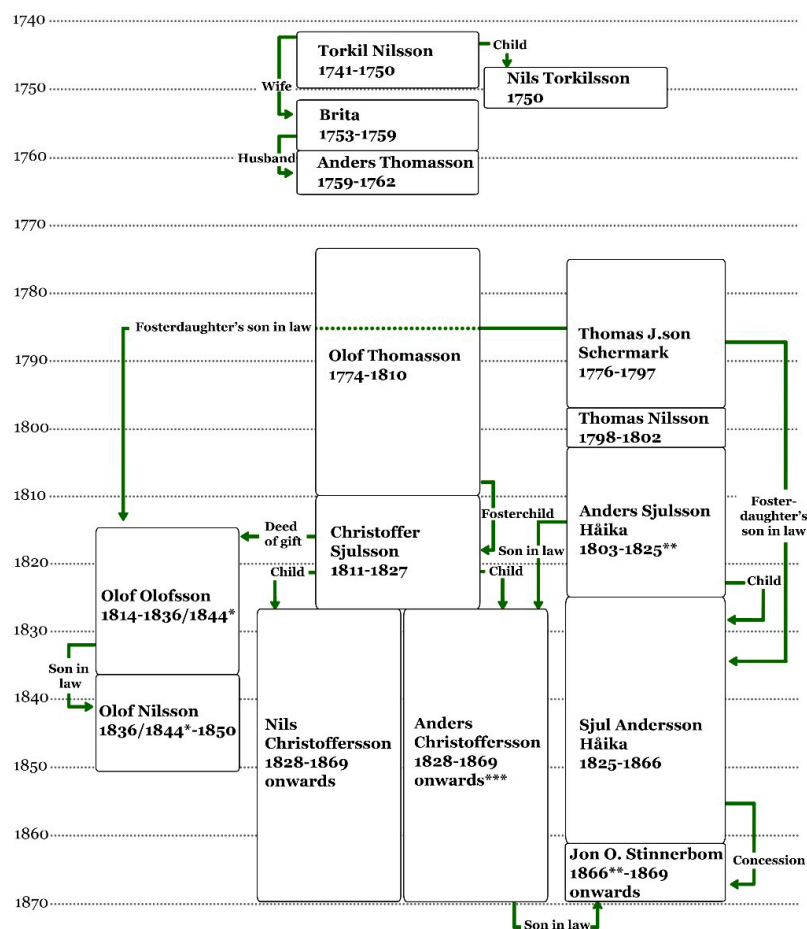 1740
Torkil Nilsson
1741-1750
Child
Nils Torkilsson
1750
1750
Wife
Brita
1753-1759
1760
Husband
Anders Thomasson
1759-1762
1770
1780
Fosterdaughter's son in law
Thomas J.son
Schermark
1776-1797
Olof Thomasson
1774-1810
1790
1800
Thomas Nilsson
1798-1802
1810
Fosterchild
Anders Sjulsson
Håika
1803-1825**
Foster-
daughter's
son in law
Deed
of gift
Christoffer
Sjulsson
1811-1827
Son in law
1820
Child
Child
Child
Olof Olofsson
1814-1836/1844*
1830
Son in
law
1840
Olof Nilsson
1836/1844*-1850
Nils
Christoffersson
1828-1869
onwards
Anders
Christoffersson
1828-1869
onwards***
Sjul Andersson
Håika
1825-1866
1850
1860
Jon O. Stinnerbom
1866**-1869
onwards
Concession
1870
Son in law